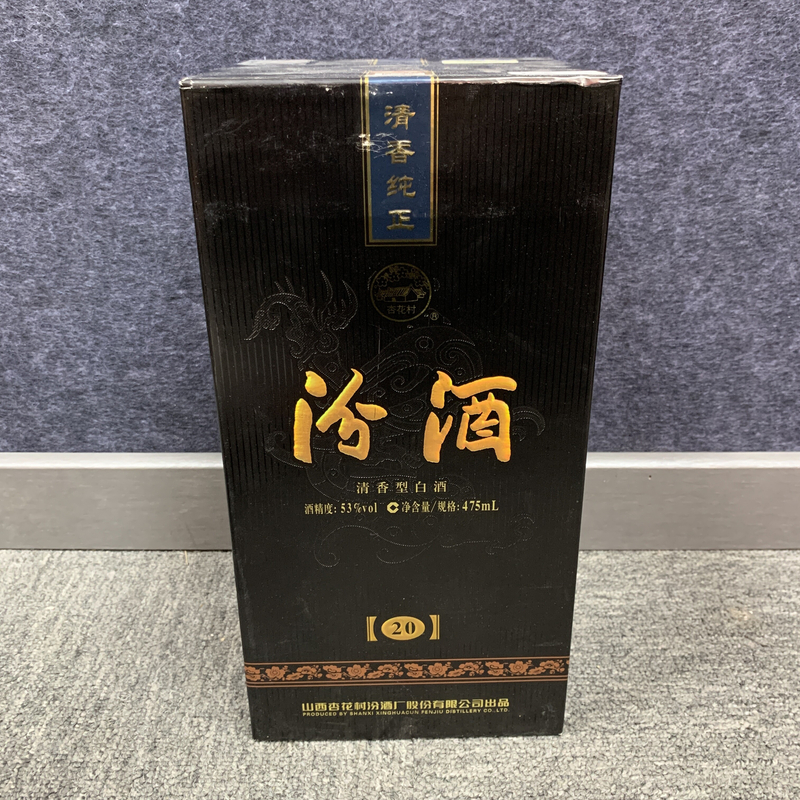 清香纯正
杏花村
®
汾酒
清香型白酒
酒精度:53%vol 净含量/规格:475mL
【20】
山西杏花村汾酒厂股份有限公司出品
PRODUCED BY SHANXI XINGHUACUN FENJIU DISTILLERY CO.,LTD.